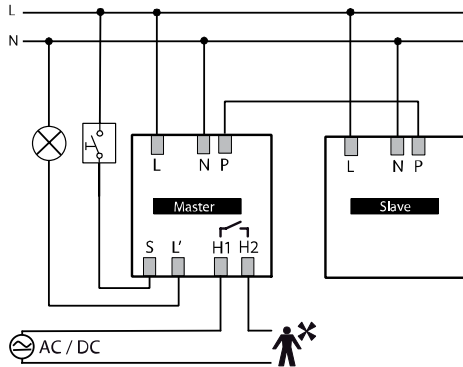 L
N
L N P
L N P
Master
Slave
S L' H1 H2
AC / DC